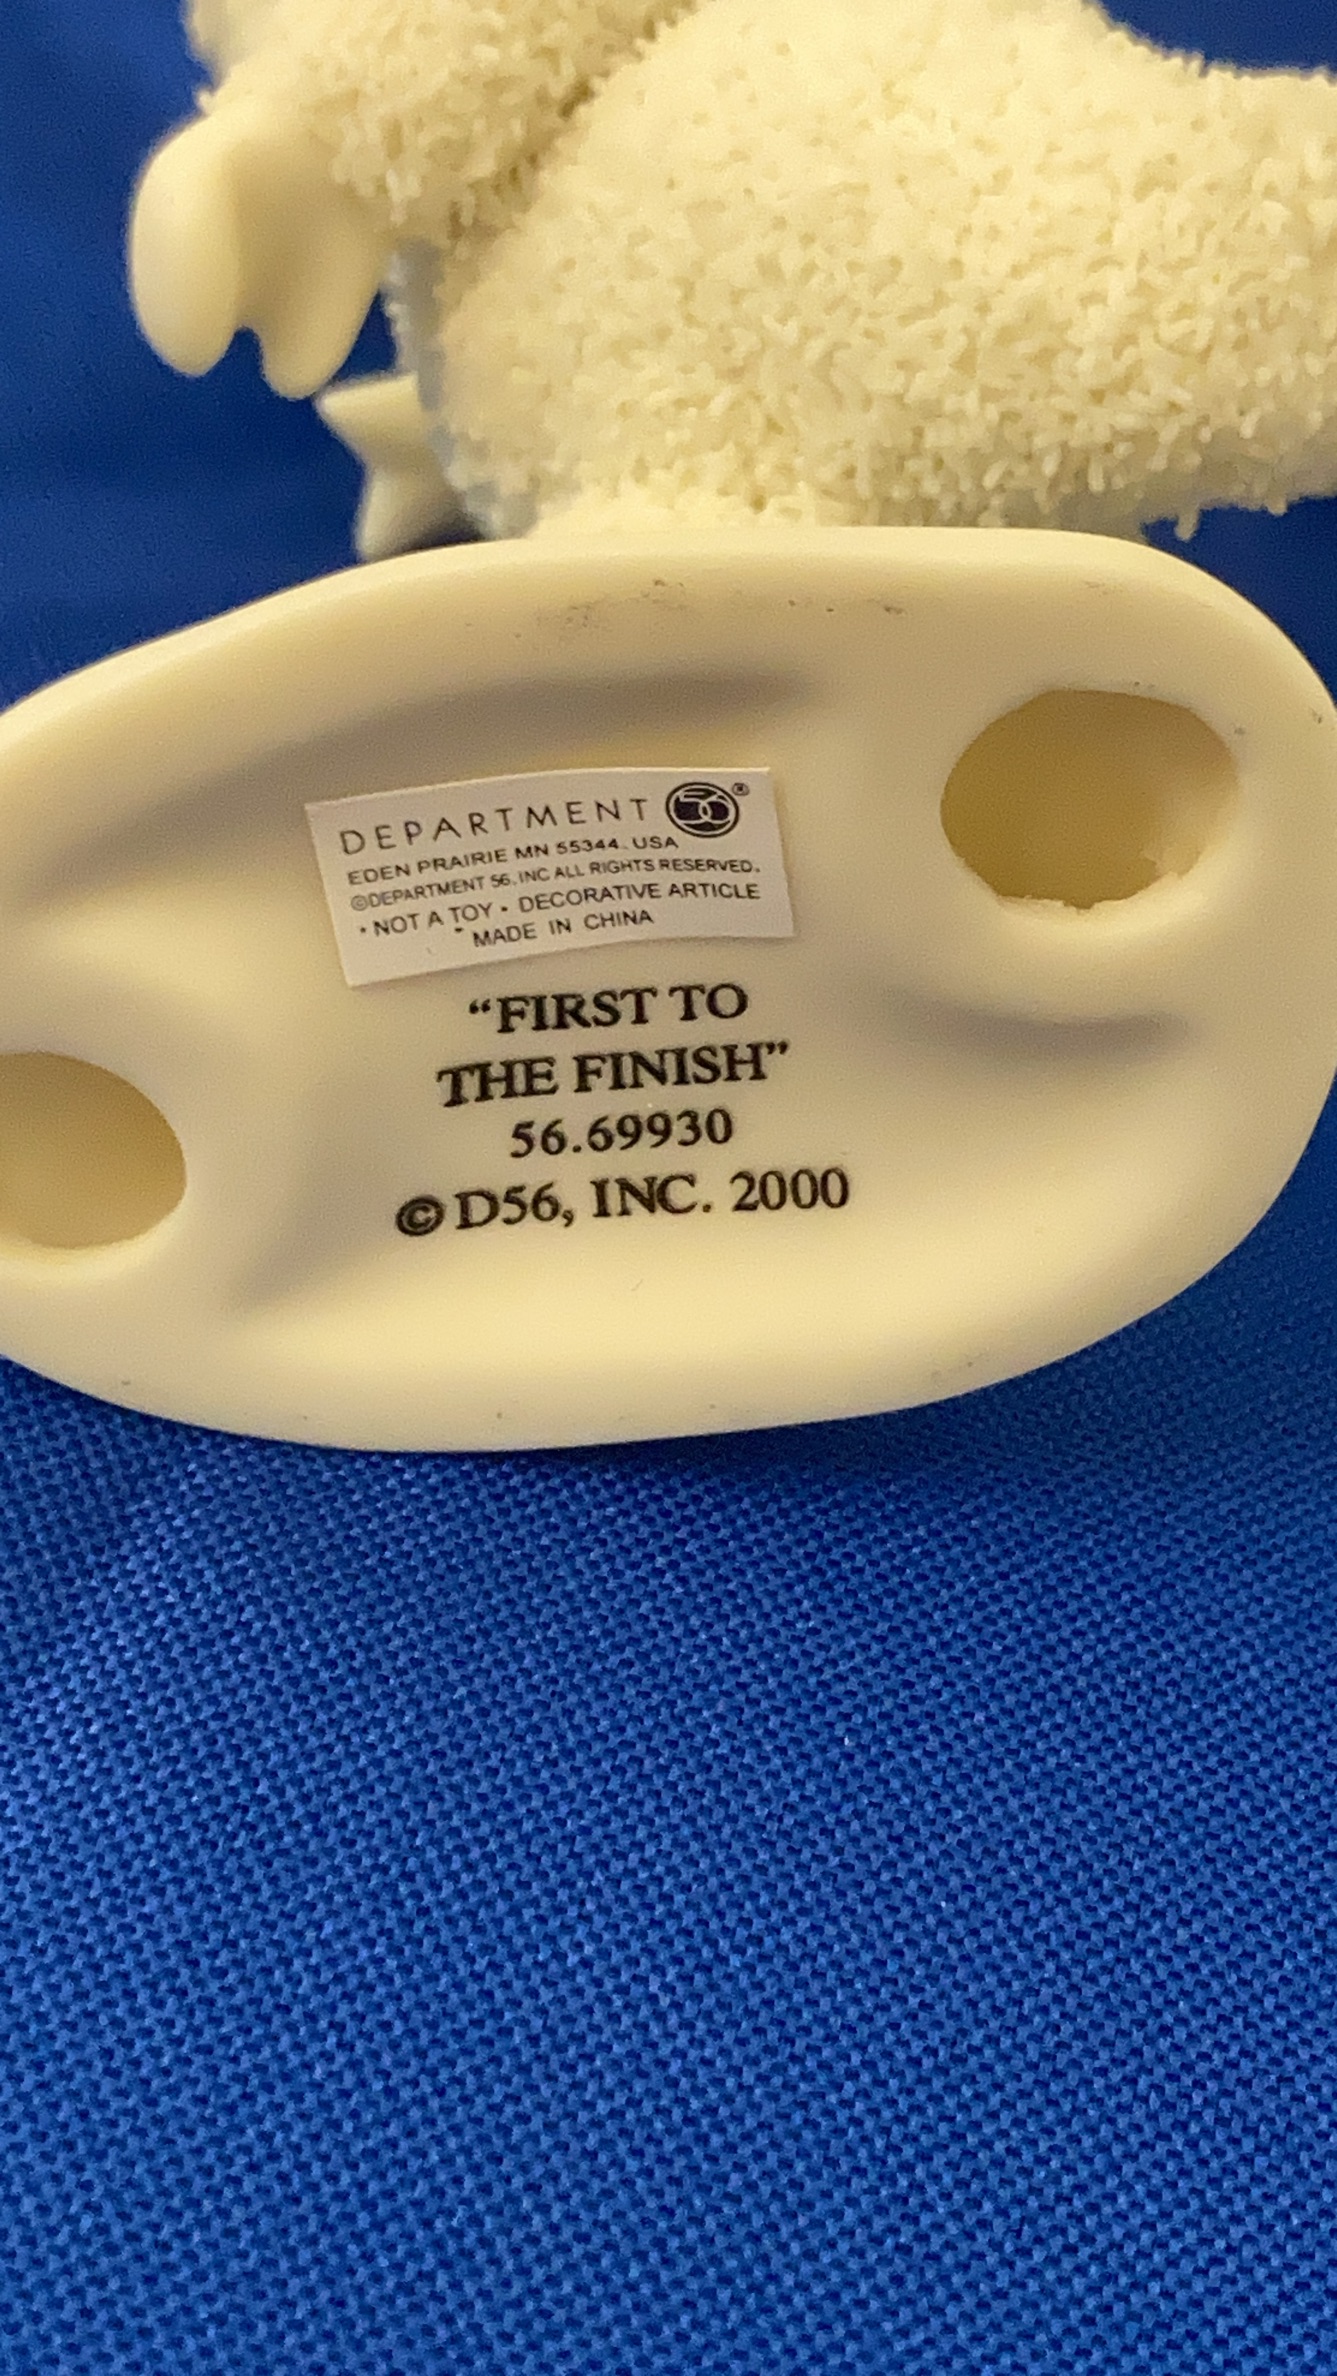 DEPARTMENT 56®
EDEN PRAIRIE MN 55344. USA
©DEPARTMENT 56, INC ALL RIGHTS RESERVED.
• NOT A TOY • DECORATIVE ARTICLE
MADE IN CHINA
“FIRST TO
THE FINISH”
56.69930
© D56, INC. 2000